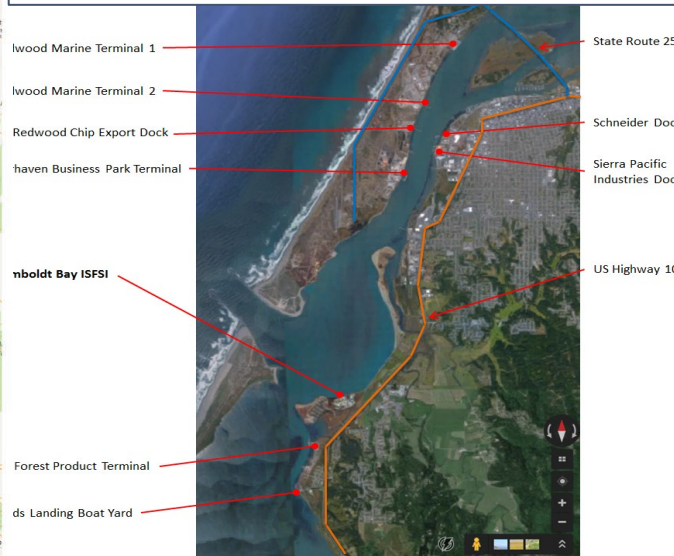 lwood Marine Terminal 1
lwood Marine Terminal 2
Redwood Chip Export Dock
haven Business Park Terminal
mboldt Bay ISFSI
Forest Product Terminal
ds Landing Boat Yard
State Route 25
Schneider Doc
Sierra Pacific
Industries Doc
US Highway 10